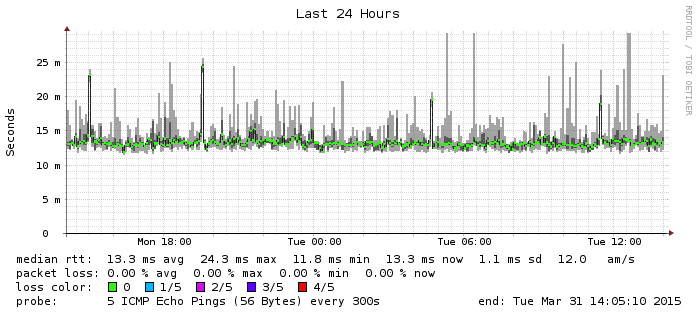 Last 24 Hours
RRDTOOL / TOBI OETIKER
Seconds
25 m
20 m
15 m
10 m
5 m
0
Mon 18:00 Tue 00:00 Tue 06:00 Tue 12:00
median rtt: 13.3 ms avg 24.3 ms max 11.8 ms min 13.3 ms now 1.1 ms sd 12.0 am/s
packet loss: 0.00 % avg 0.00 % max 0.00 % min 0.00 % now
loss color: 0 1/5 2/5 3/5 4/5
probe: 5 ICMP Echo Pings (56 Bytes) every 300s end: Tue Mar 31 14:05:10 2015